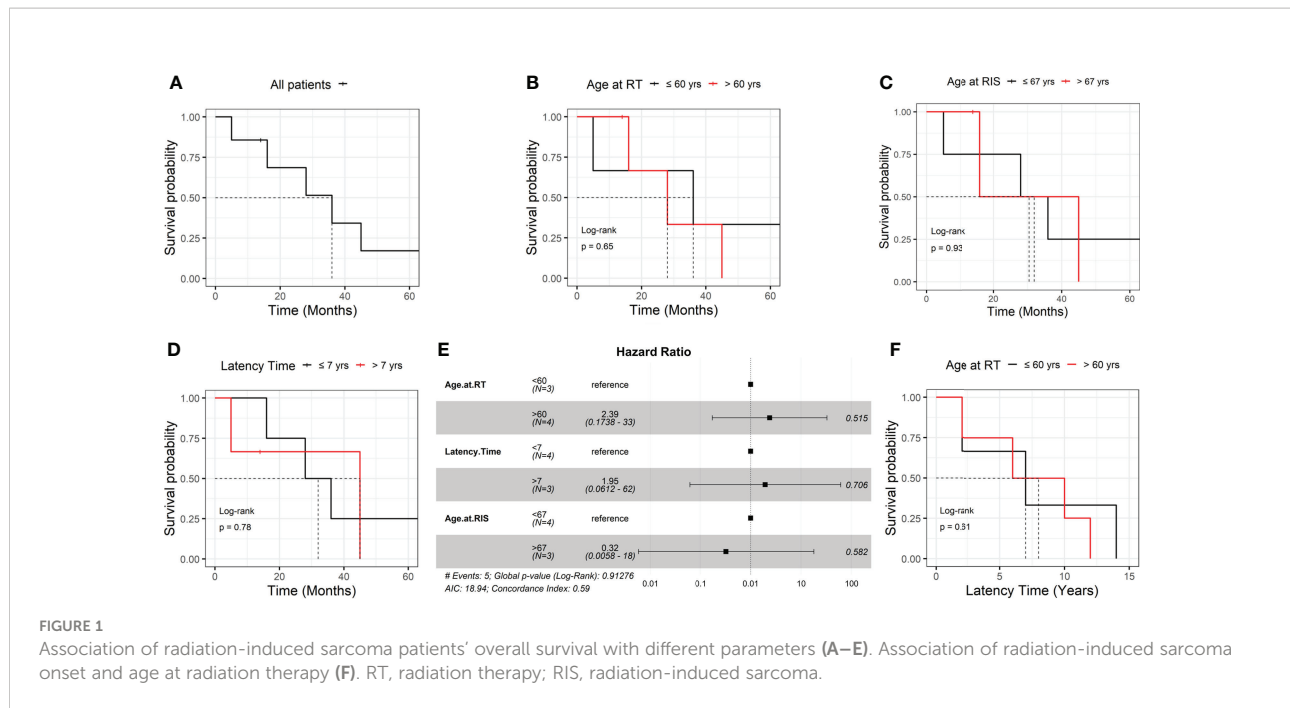 A
All patients
Survival probability
1.00
0.75
0.50
0.25
0.00
0 20 40 60
Time (Months)
B
Age at RT ≤ 60 yrs > 60 yrs
Survival probability
1.00
0.75
0.50
0.25
0.00
Log-rank
p = 0.65
0 20 40 60
Time (Months)
C
Age at RIS ≤ 67 yrs > 67 yrs
Survival probability
1.00
0.75
0.50
0.25
0.00
Log-rank
p = 0.93
0 20 40 60
Time (Months)
D
Latency Time ≤ 7 yrs > 7 yrs
Survival probability
1.00
0.75
0.50
0.25
0.00
Log-rank
p = 0.78
0 20 40 60
Time (Months)
E
Hazard Ratio
Age.at.RT <60 (N=3) reference
>60 (N=4) 2.39 (0.1738 - 33) 0.515
Latency.Time <7 (N=4) reference
>7 (N=3) 1.95 (0.0612 - 62) 0.706
Age.at.RIS <67 (N=4) reference
>67 (N=3) 0.32 (0.0058 - 18) 0.582
# Events: 5; Global p-value (Log-Rank): 0.91276
AIC: 18.94; Concordance Index: 0.59
0.01 0.1 0.01 10 100
F
Age at RT ≤ 60 yrs > 60 yrs
Survival probability
1.00
0.75
0.50
0.25
0.00
Log-rank
0 5 10 15
Latency Time (Years)
FIGURE 1
Association of radiation-induced sarcoma patients' overall survival with different parameters (A–E). Association of radiation-induced sarcoma
onset and age at radiation therapy (F). RT, radiation therapy; RIS, radiation-induced sarcoma.